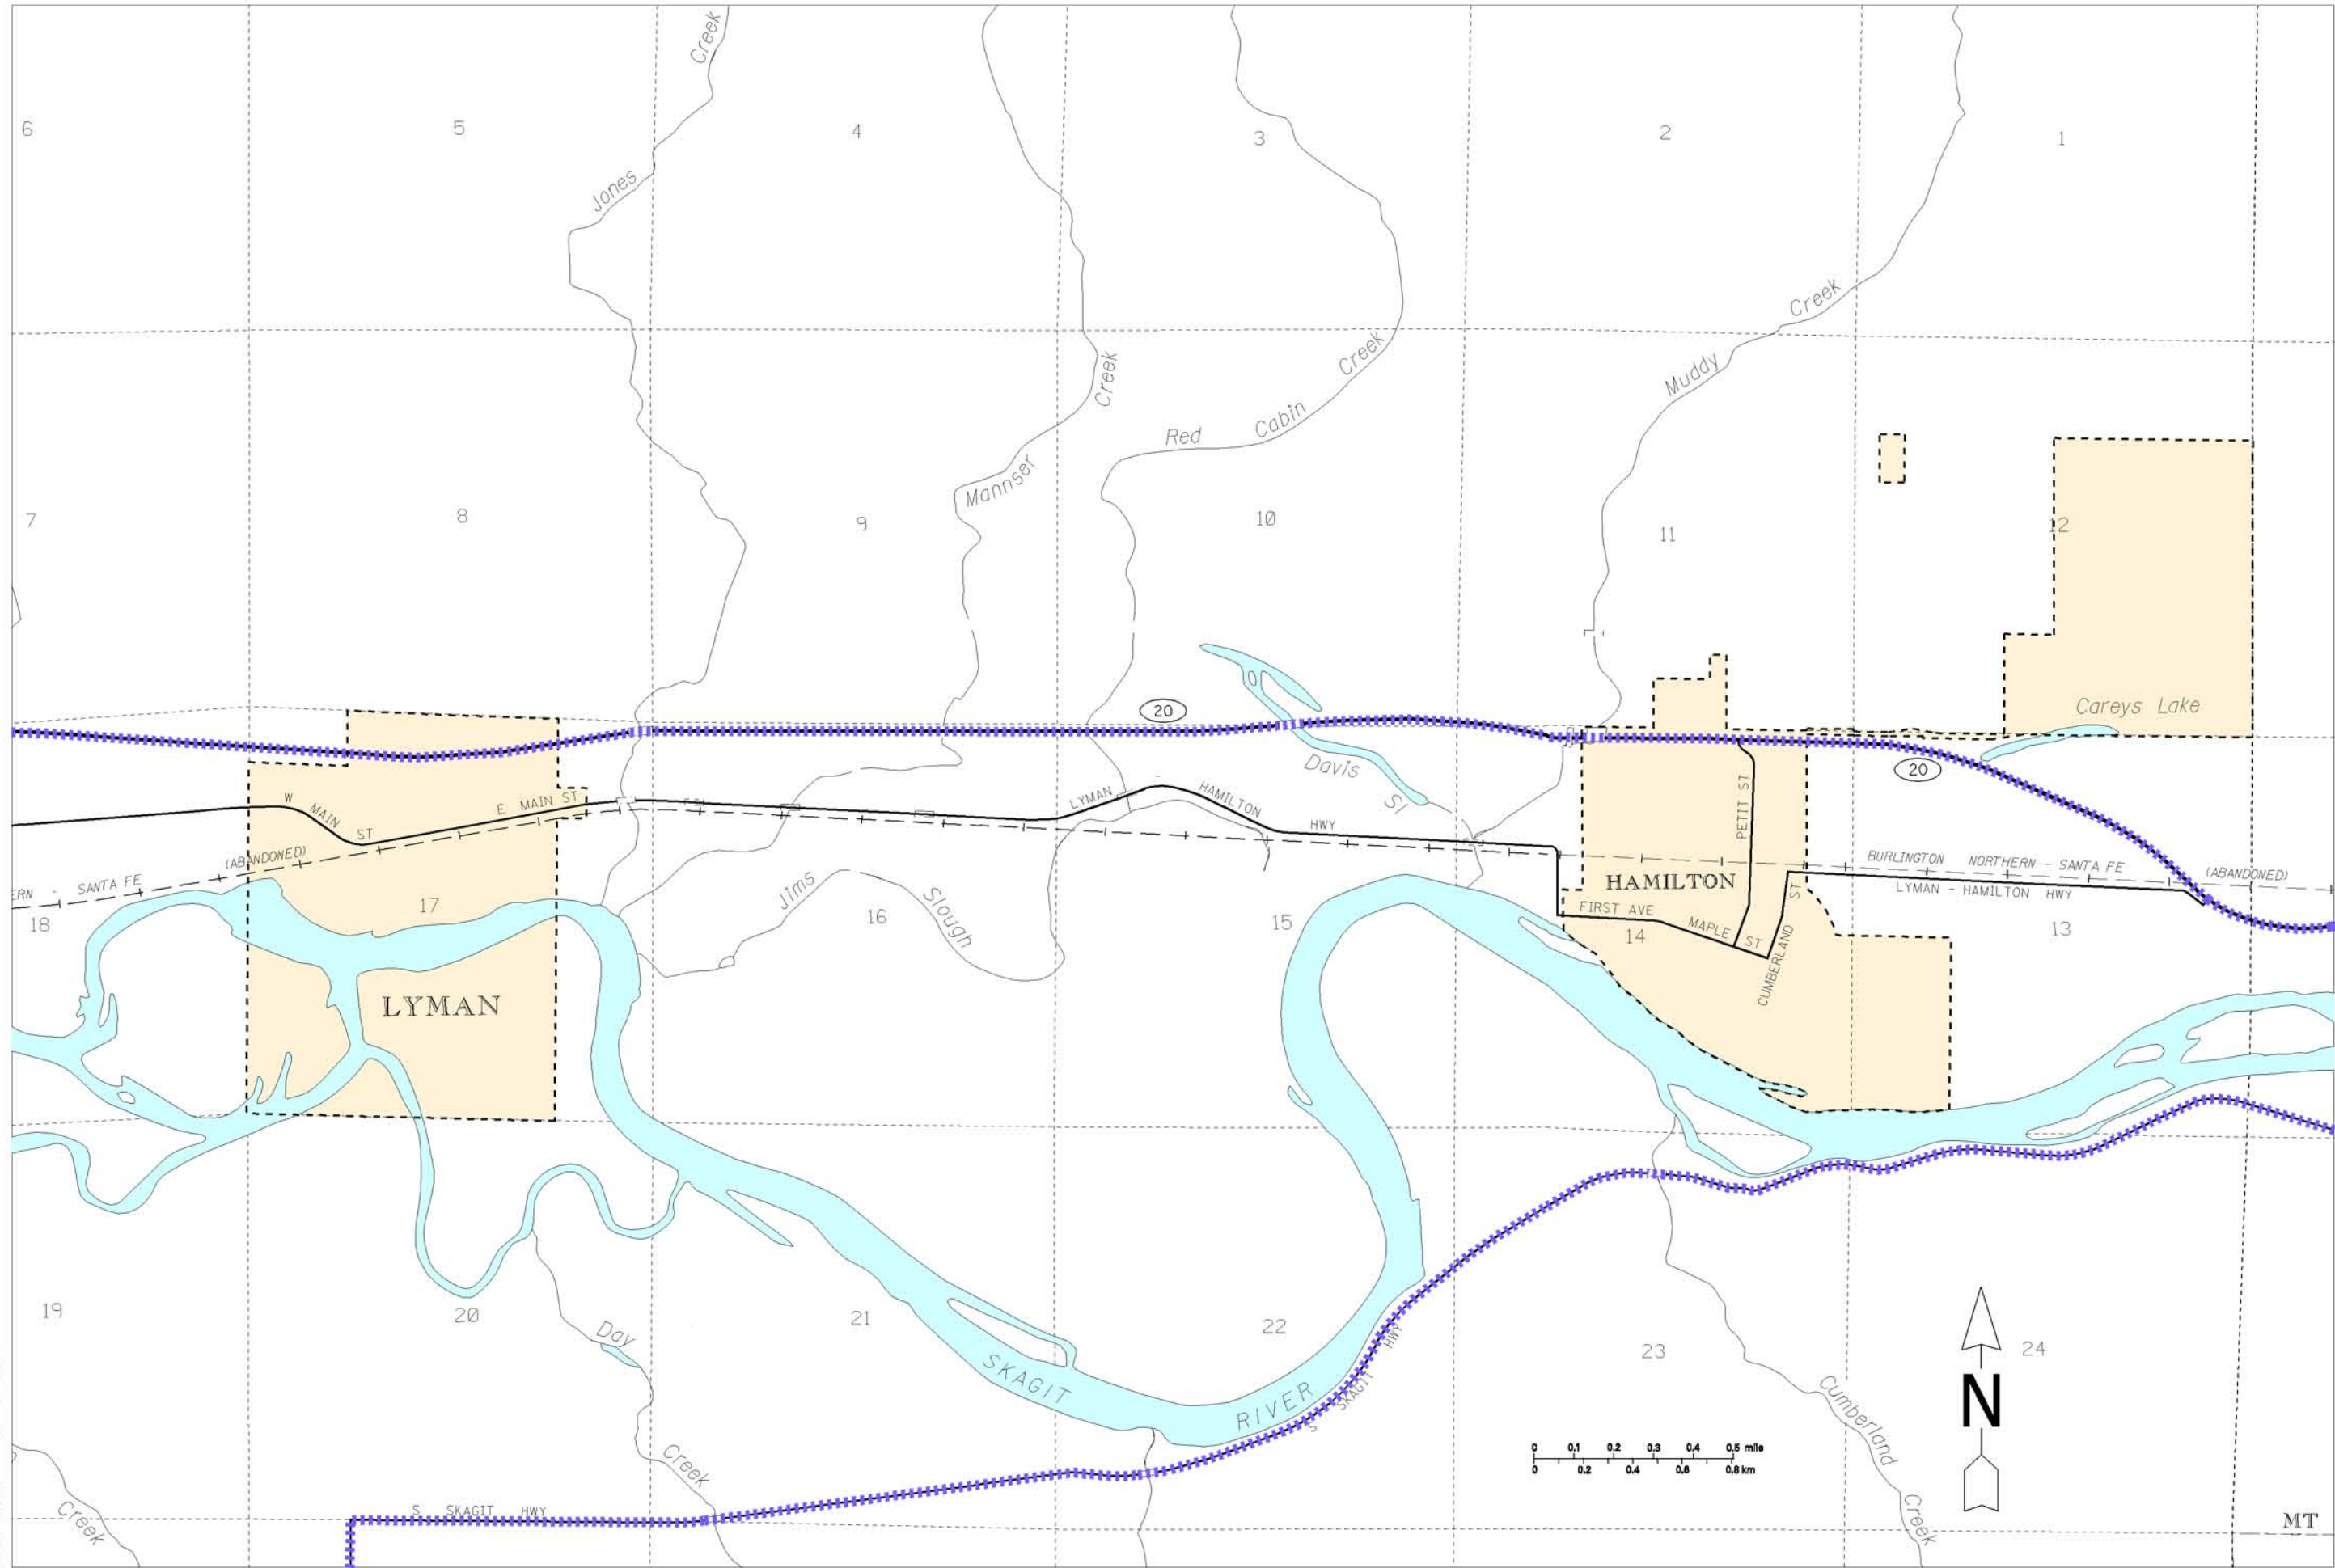 Creek
6
5
4
3
2
1
Jones
Creek
Muddy
Creek
Creek
Red Cabin
Mannser
7
8
9
10
11
12
20
Careys Lake
Davis
Sl
20
W MAIN ST
E MAIN ST
LYMAN
HAMILTON
HWY
PETIT ST
(ABANDONED)
ERN - SANTA FE
BURLINGTON NORTHERN - SANTA FE
(ABANDONED)
LYMAN - HAMILTON HWY
HAMILTON
FIRST AVE
MAPLE ST
CUMBERLAND ST
Jims
Slough
18
17
16
15
14
13
LYMAN
19
20
21
22
23
24
Day
Creek
SKAGIT
RIVER
S SKAGIT HWY
Cumberland
Creek
0 0.1 0.2 0.3 0.4 0.5 mile
0 0.2 0.4 0.6 0.8 km
N
S SKAGIT HWY
Creek
MT